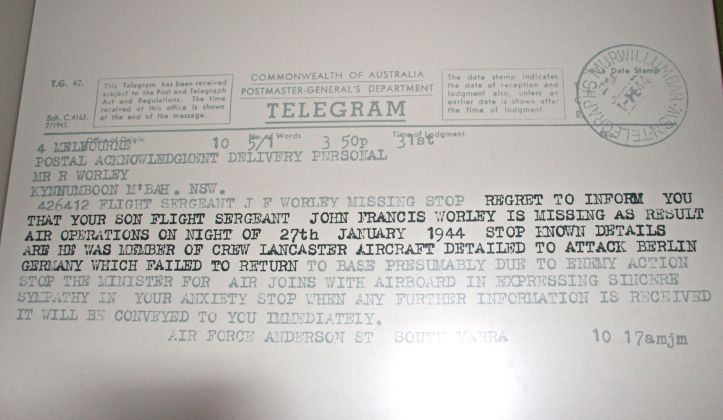 T.G. 42.
Sch. C.4163.
7/1943
This Telegram has been received
subject to the Post and Telegraph
Act and Regulations. The time
received at this office is shown
at the end of the message.
COMMONWEALTH OF AUSTRALIA
POSTMASTER-GENERAL'S DEPARTMENT
TELEGRAM
The date stamp indicates
the date of reception and
lodgment also, unless an
earlier date is shown after
the time of lodgment.
Date Stamp
TELEGRAPHS MURWILLUMBAH
Office of Origin. No. of Words Time of Lodgment.
4 MELBOURNE 10 5/1 3 50p 31st
POSTAL ACKNOWLEDGMENT DELIVERY PERSONAL
MR R WORLEY
KYNNUMBOON M'BAH. NSW.
426412 FLIGHT SERGEANT J F WORLEY MISSING STOP REGRET TO INFORM YOU
THAT YOUR SON FLIGHT SERGEANT JOHN FRANCIS WORLEY IS MISSING AS RESULT
AIR OPERATIONS ON NIGHT OF 27th JANUARY 1944 STOP KNOWN DETAILS
ARE HE WAS MEMBER OF CREW LANCASTER AIRCRAFT DETAILED TO ATTACK BERLIN
GERMANY WHICH FAILED TO RETURN TO BASE PRESUMABLY DUE TO ENEMY ACTION
STOP THE MINISTER FOR AIR JOINS WITH AIRBOARD IN EXPRESSING SINCERE
SYMPATHY IN YOUR ANXIETY STOP WHEN ANY FURTHER INFORMATION IS RECEIVED
IT WILL BE CONVEYED TO YOU IMMEDIATELY.
AIR FORCE ANDERSON ST SOUTH YARRA 10 17amjm